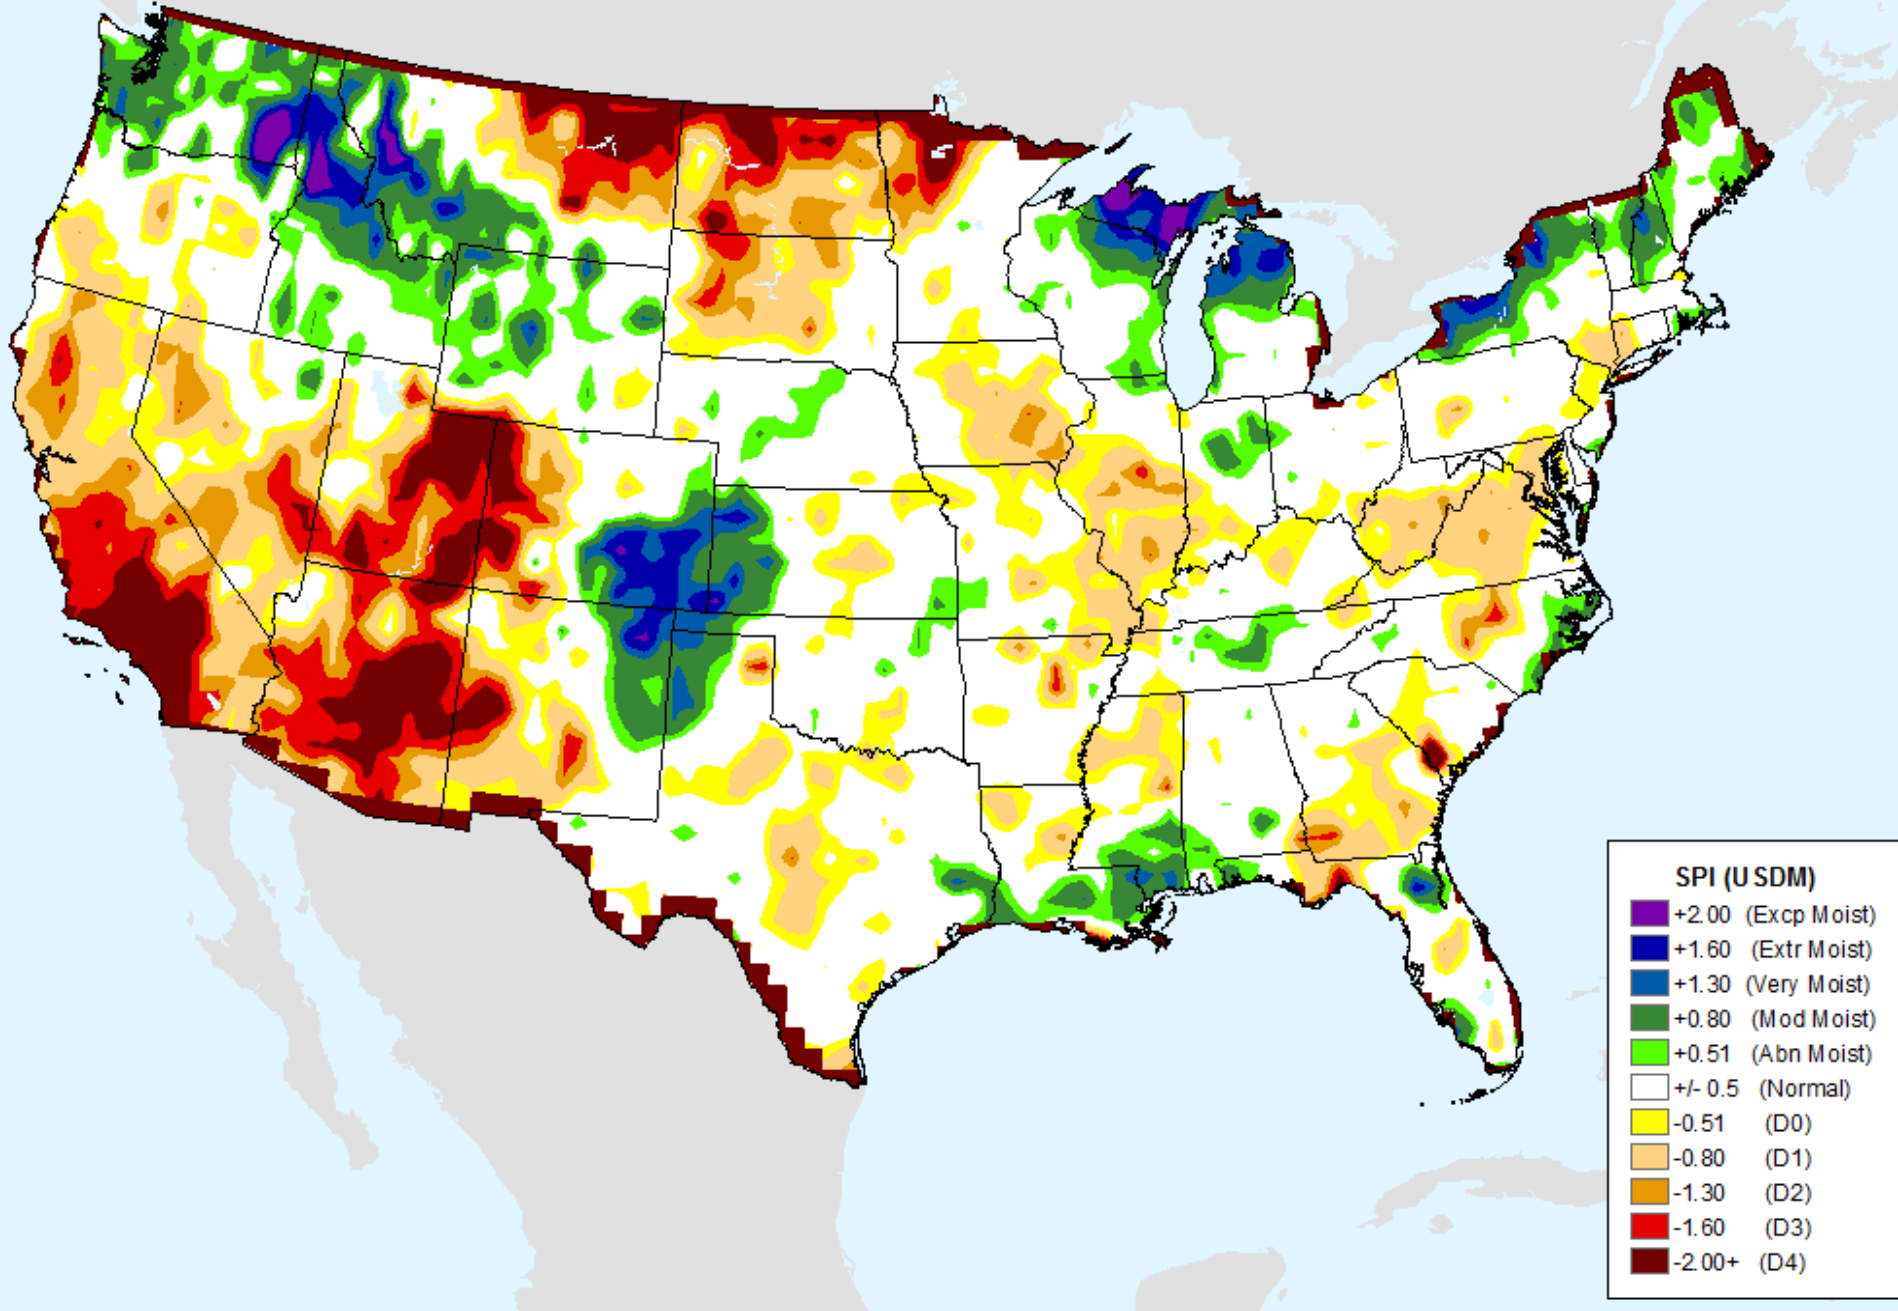 SPI (USDM)
+2.00 (Excp Moist)
+1.60 (Extr Moist)
+1.30 (Very Moist)
+0.80 (Mod Moist)
+0.51 (Abn Moist)
+/- 0.5 (Normal)
-0.51 (D0)
-0.80 (D1)
-1.30 (D2)
-1.60 (D3)
-2.00+ (D4)